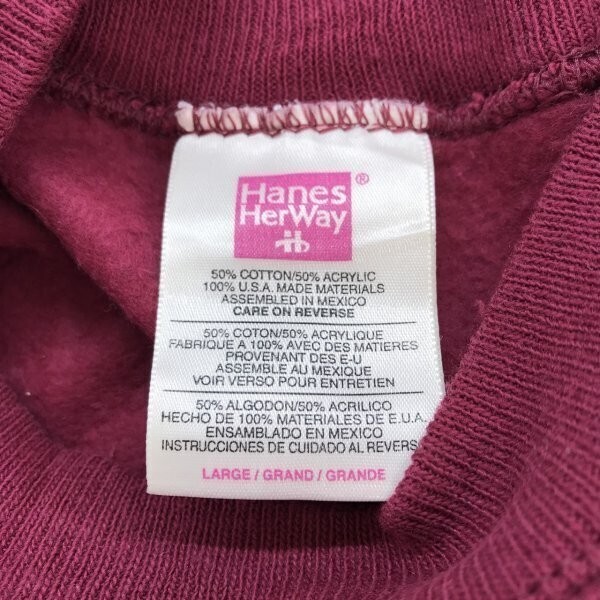 Hanes ®
HerWay
50% COTTON/50% ACRYLIC
100% U.S.A. MADE MATERIALS
ASSEMBLED IN MEXICO
CARE ON REVERSE
50% COTON/50% ACRYLIQUE
FABRIQUE A 100% AVEC DES MATIERES
PROVENANT DES E-U
ASSEMBLE AU MEXIQUE
VOIR VERSO POUR ENTRETIEN
50% ALGODON/50% ACRILICO
HECHO DE 100% MATERIALES DE E.U.A.
ENSAMBLADO EN MEXICO
INSTRUCCIONES DE CUIDADO AL REVERS
LARGE / GRAND / GRANDE